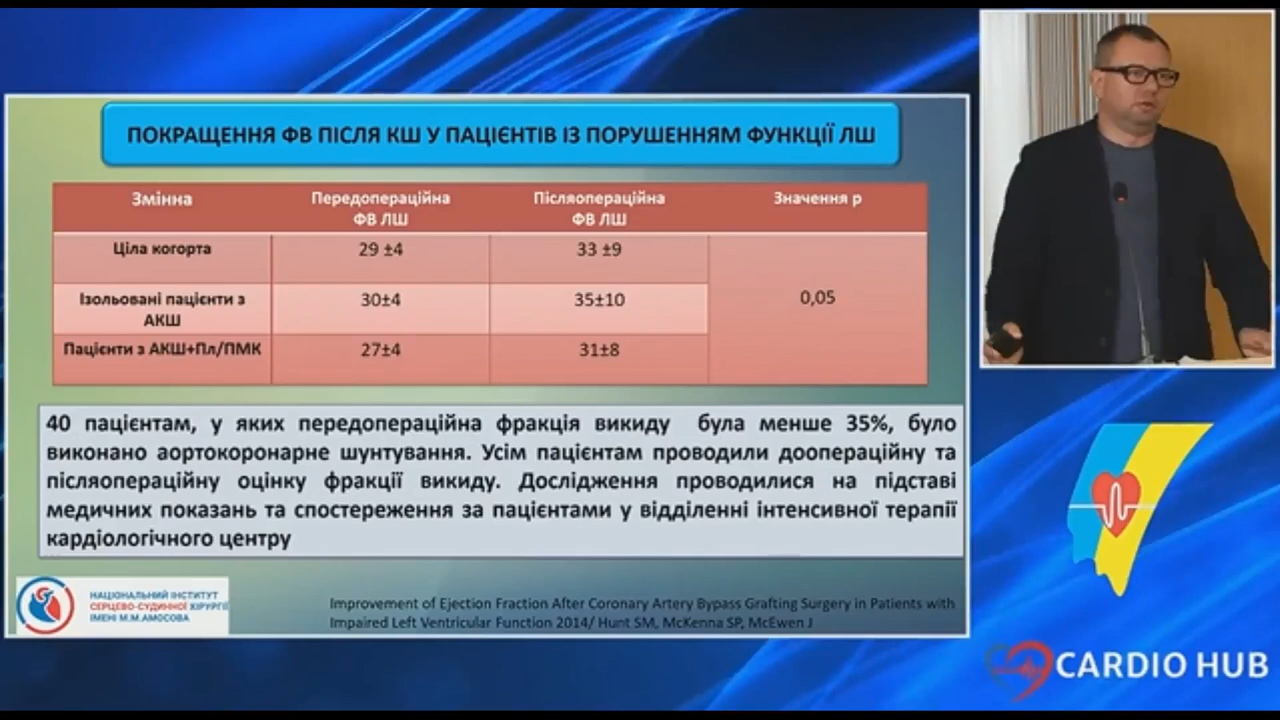 ПОКРАЩЕННЯ ФВ ПІСЛЯ КШ У ПАЦІЄНТІВ ІЗ ПОРУШЕННЯМ ФУНКЦІЇ ЛШ
Змінна
Передопераційна
ФВ ЛШ
Післяопераційна
ФВ ЛШ
Значення р
Ціла когорта
29 ±4
33 ±9
Ізольовані пацієнти з
АКШ
30±4
35±10
0,05
Пацієнти з АКШ+Пл/ПМК
27±4
31±8
40 пацієнтам, у яких передопераційна фракція викиду була менше 35%, було
виконано аортокоронарне шунтування. Усім пацієнтам проводили доопераційну та
післяопераційну оцінку фракції викиду. Дослідження проводилися на підставі
медичних показань та спостереження за пацієнтами у відділенні інтенсивної терапії
кардіологічного центру
НАЦІОНАЛЬНИЙ ІНСТИТУТ
СЕРЦЕВО-СУДИННОЇ ХІРУРГІЇ
ІМЕНІ М.М.АМОСОВА
Improvement of Ejection Fraction After Coronary Artery Bypass Grafting Surgery in Patients with
Impaired Left Ventricular Function 2014/ Hunt SM, McKenna SP, McEwen J
CARDIO HUB